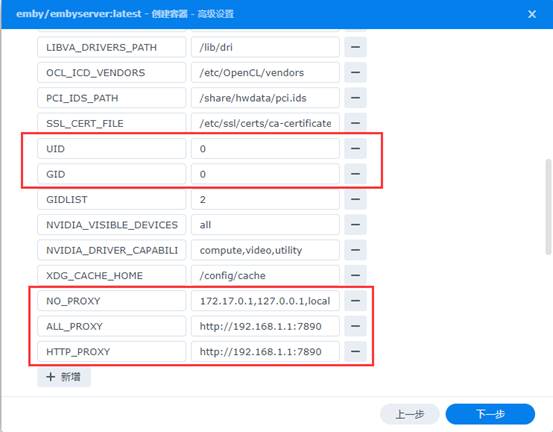 emby/embyserver:latest - 创建容器 - 高级设置
LIBVA_DRIVERS_PATH /lib/dri
OCL_ICD_VENDORS /etc/OpenCL/vendors
PCI_IDS_PATH /share/hwdata/pci.ids
SSL_CERT_FILE /etc/ssl/certs/ca-certificate
UID 0
GID 0
GIDLIST 2
NVIDIA_VISIBLE_DEVICES all
NVIDIA_DRIVER_CAPABILI compute,video,utility
XDG_CACHE_HOME /config/cache
NO_PROXY 172.17.0.1,127.0.0.1,local
ALL_PROXY http://192.168.1.1:7890
HTTP_PROXY http://192.168.1.1:7890
+ 新增
上一步 下一步